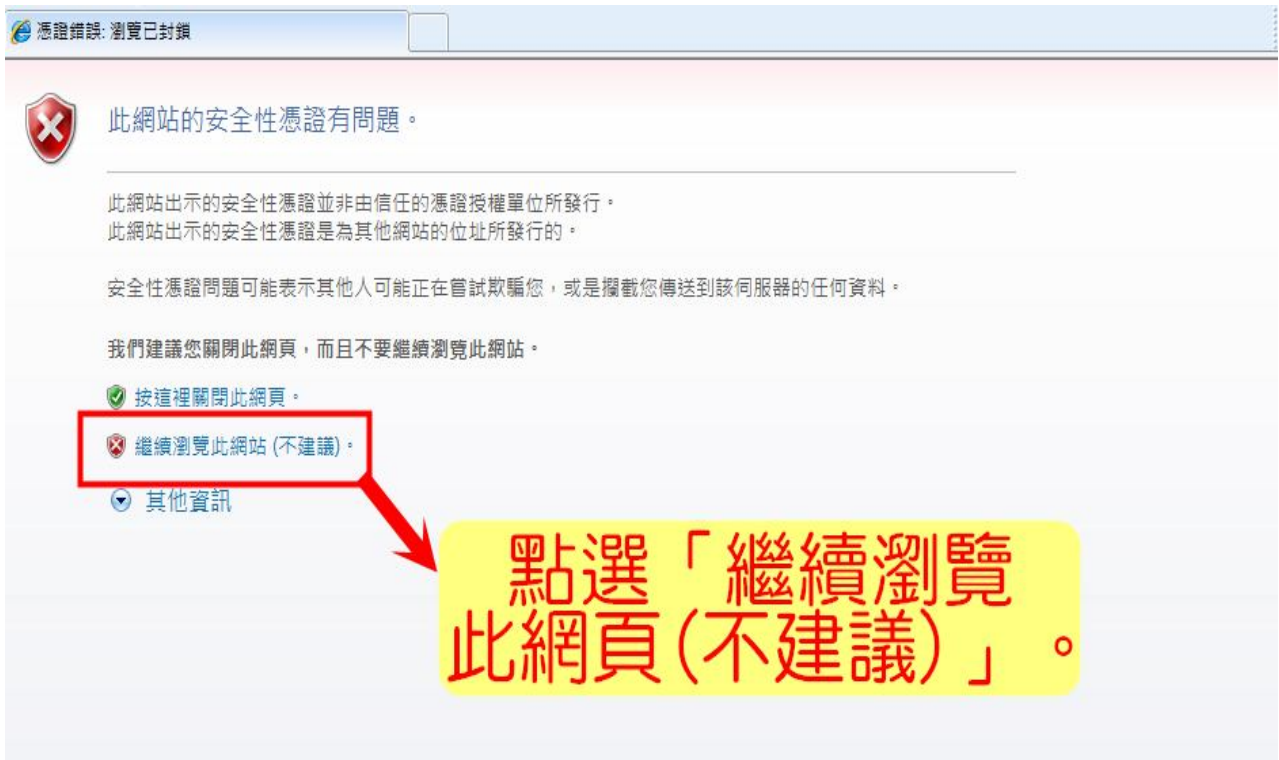 憑證錯誤: 瀏覽已封鎖
此網站的安全性憑證有問題。
此網站出示的安全性憑證並非由信任的憑證授權單位所發行。
此網站出示的安全性憑證是為其他網站的位址所發行的。
安全性憑證問題可能表示其他人可能正在嘗試欺騙您，或是攔截您傳送到該伺服器的任何資料。
我們建議您關閉此網頁，而且不要繼續瀏覽此網站。
按這裡關閉此網頁。
繼續瀏覽此網站 (不建議)。
其他資訊
點選「繼續瀏覽
此網頁(不建議)」。